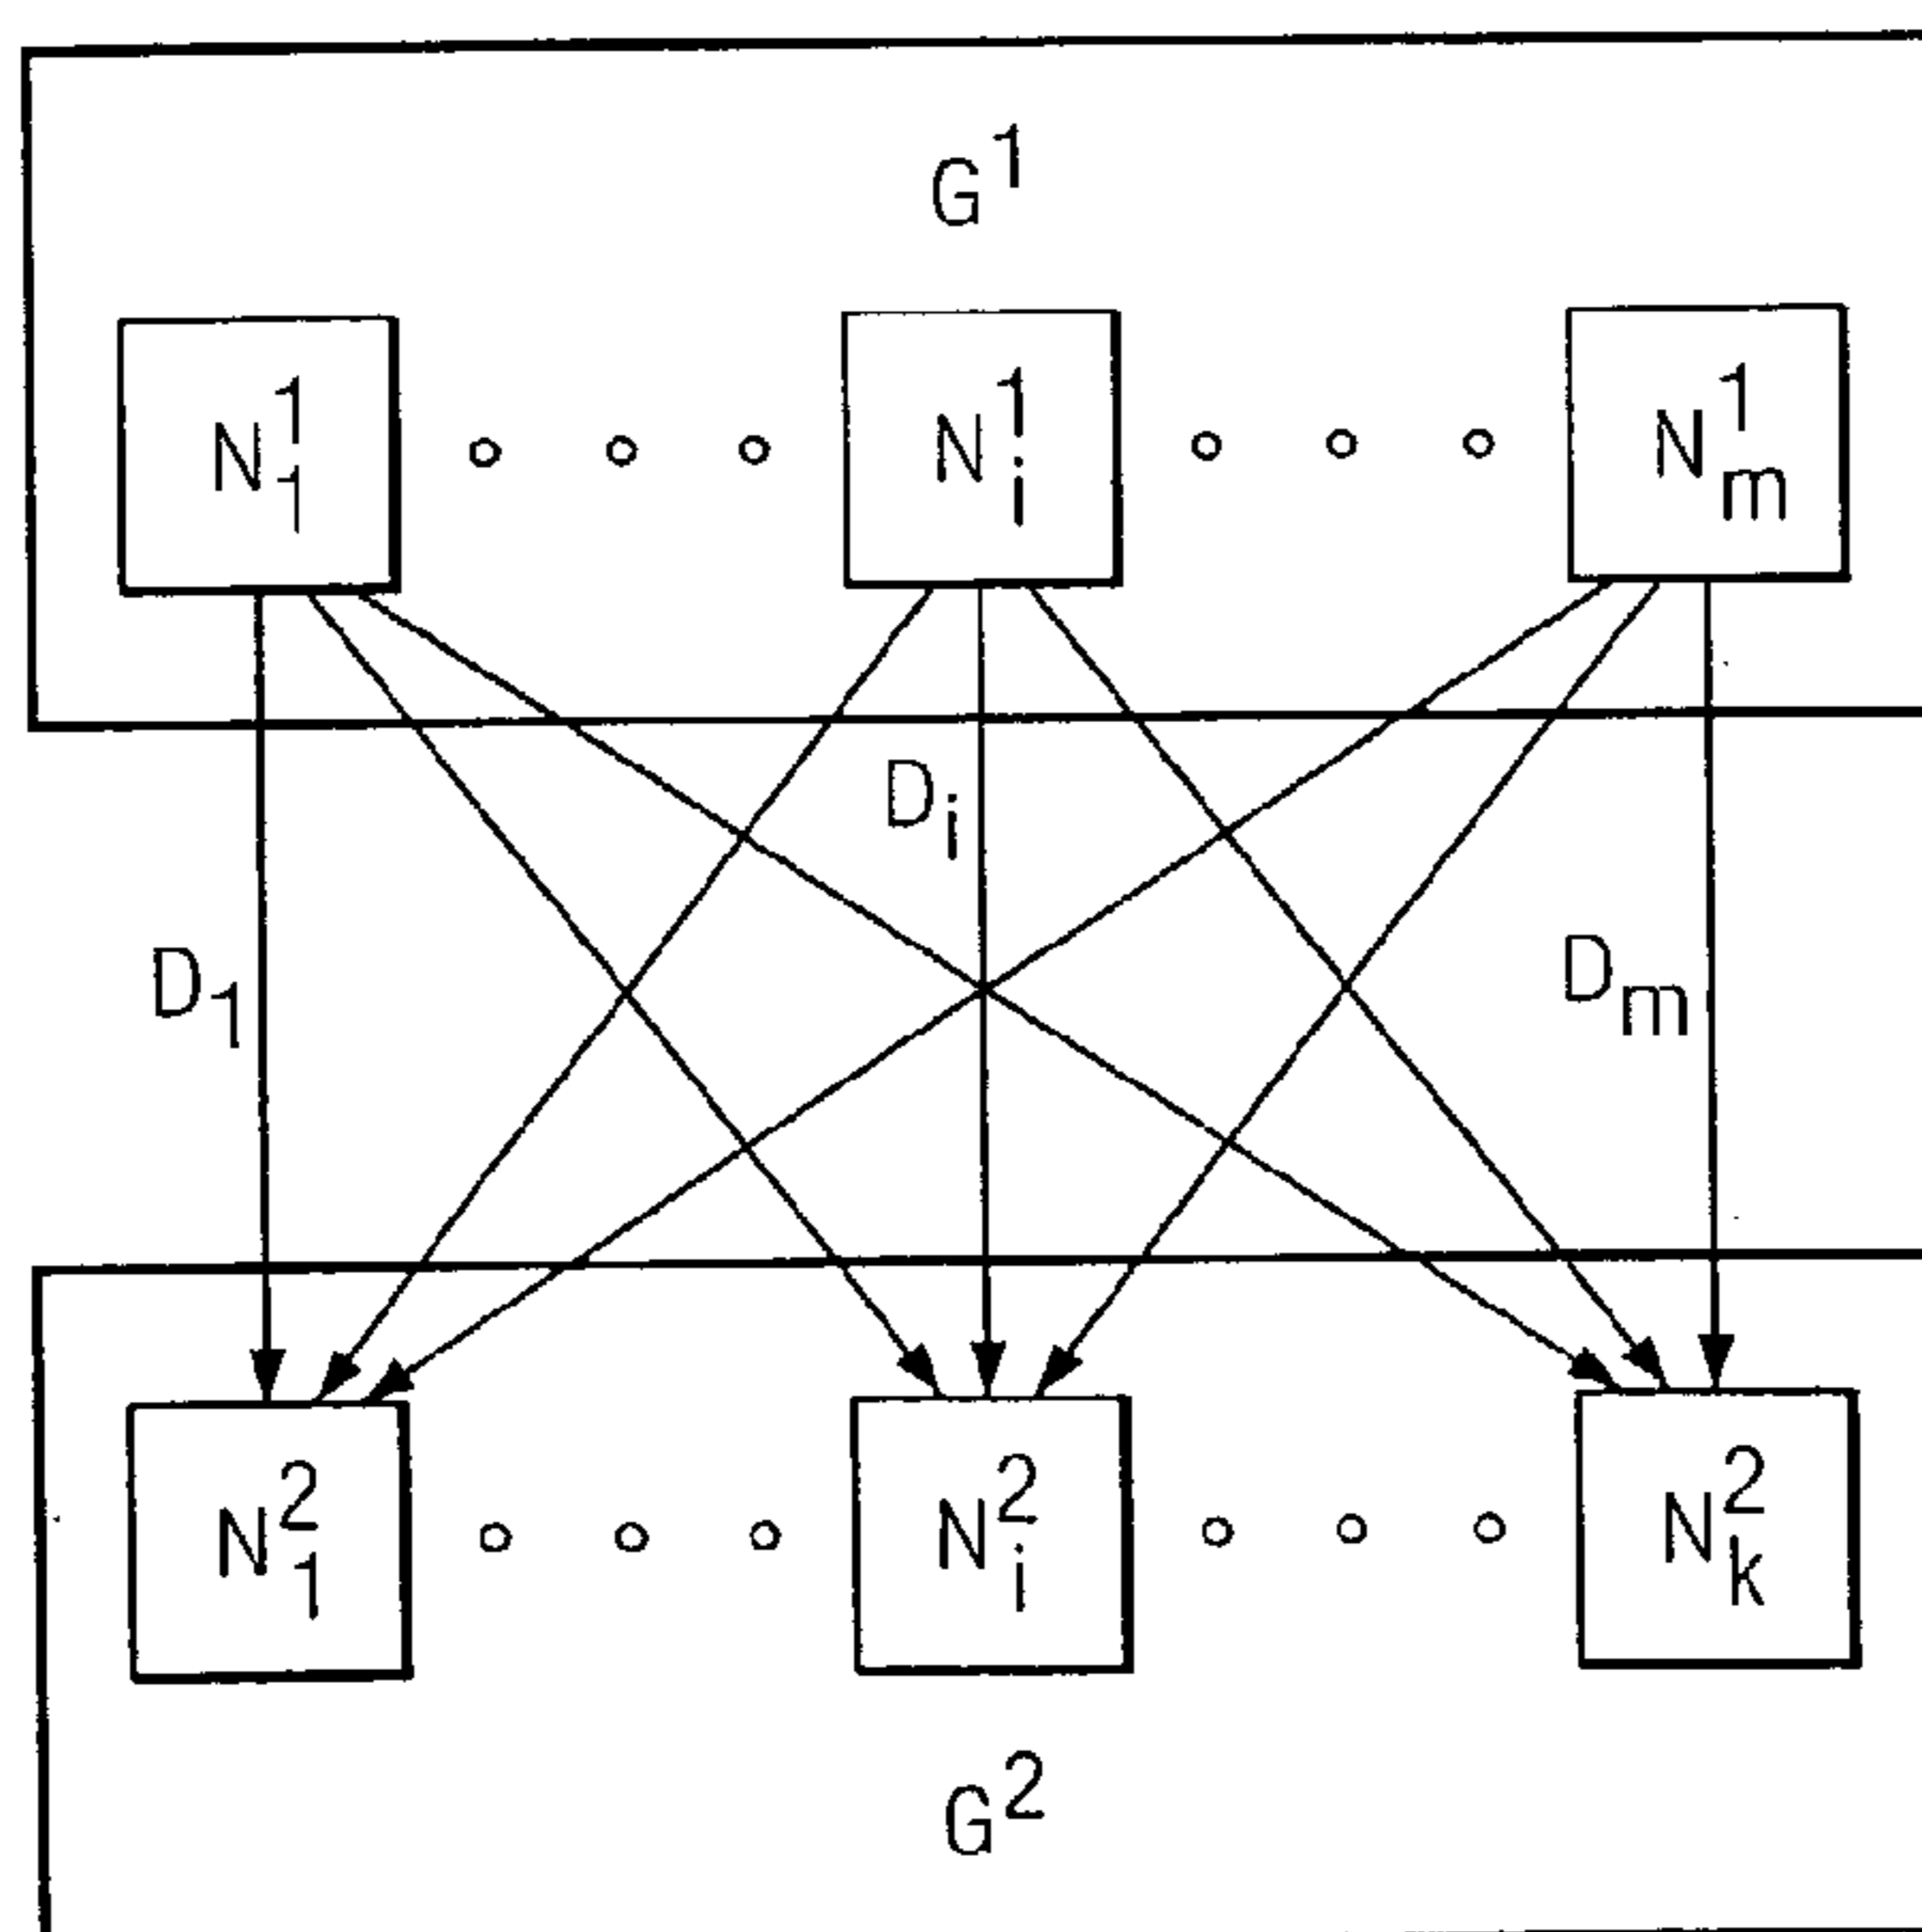 G¹
N¹₁ ∘ ∘ ∘ N¹ᵢ ∘ ∘ ∘ N¹ₘ
Dᵢ
D₁ Dₘ
N²₁ ∘ ∘ ∘ N²ᵢ ∘ ∘ ∘ N²ₖ
G²